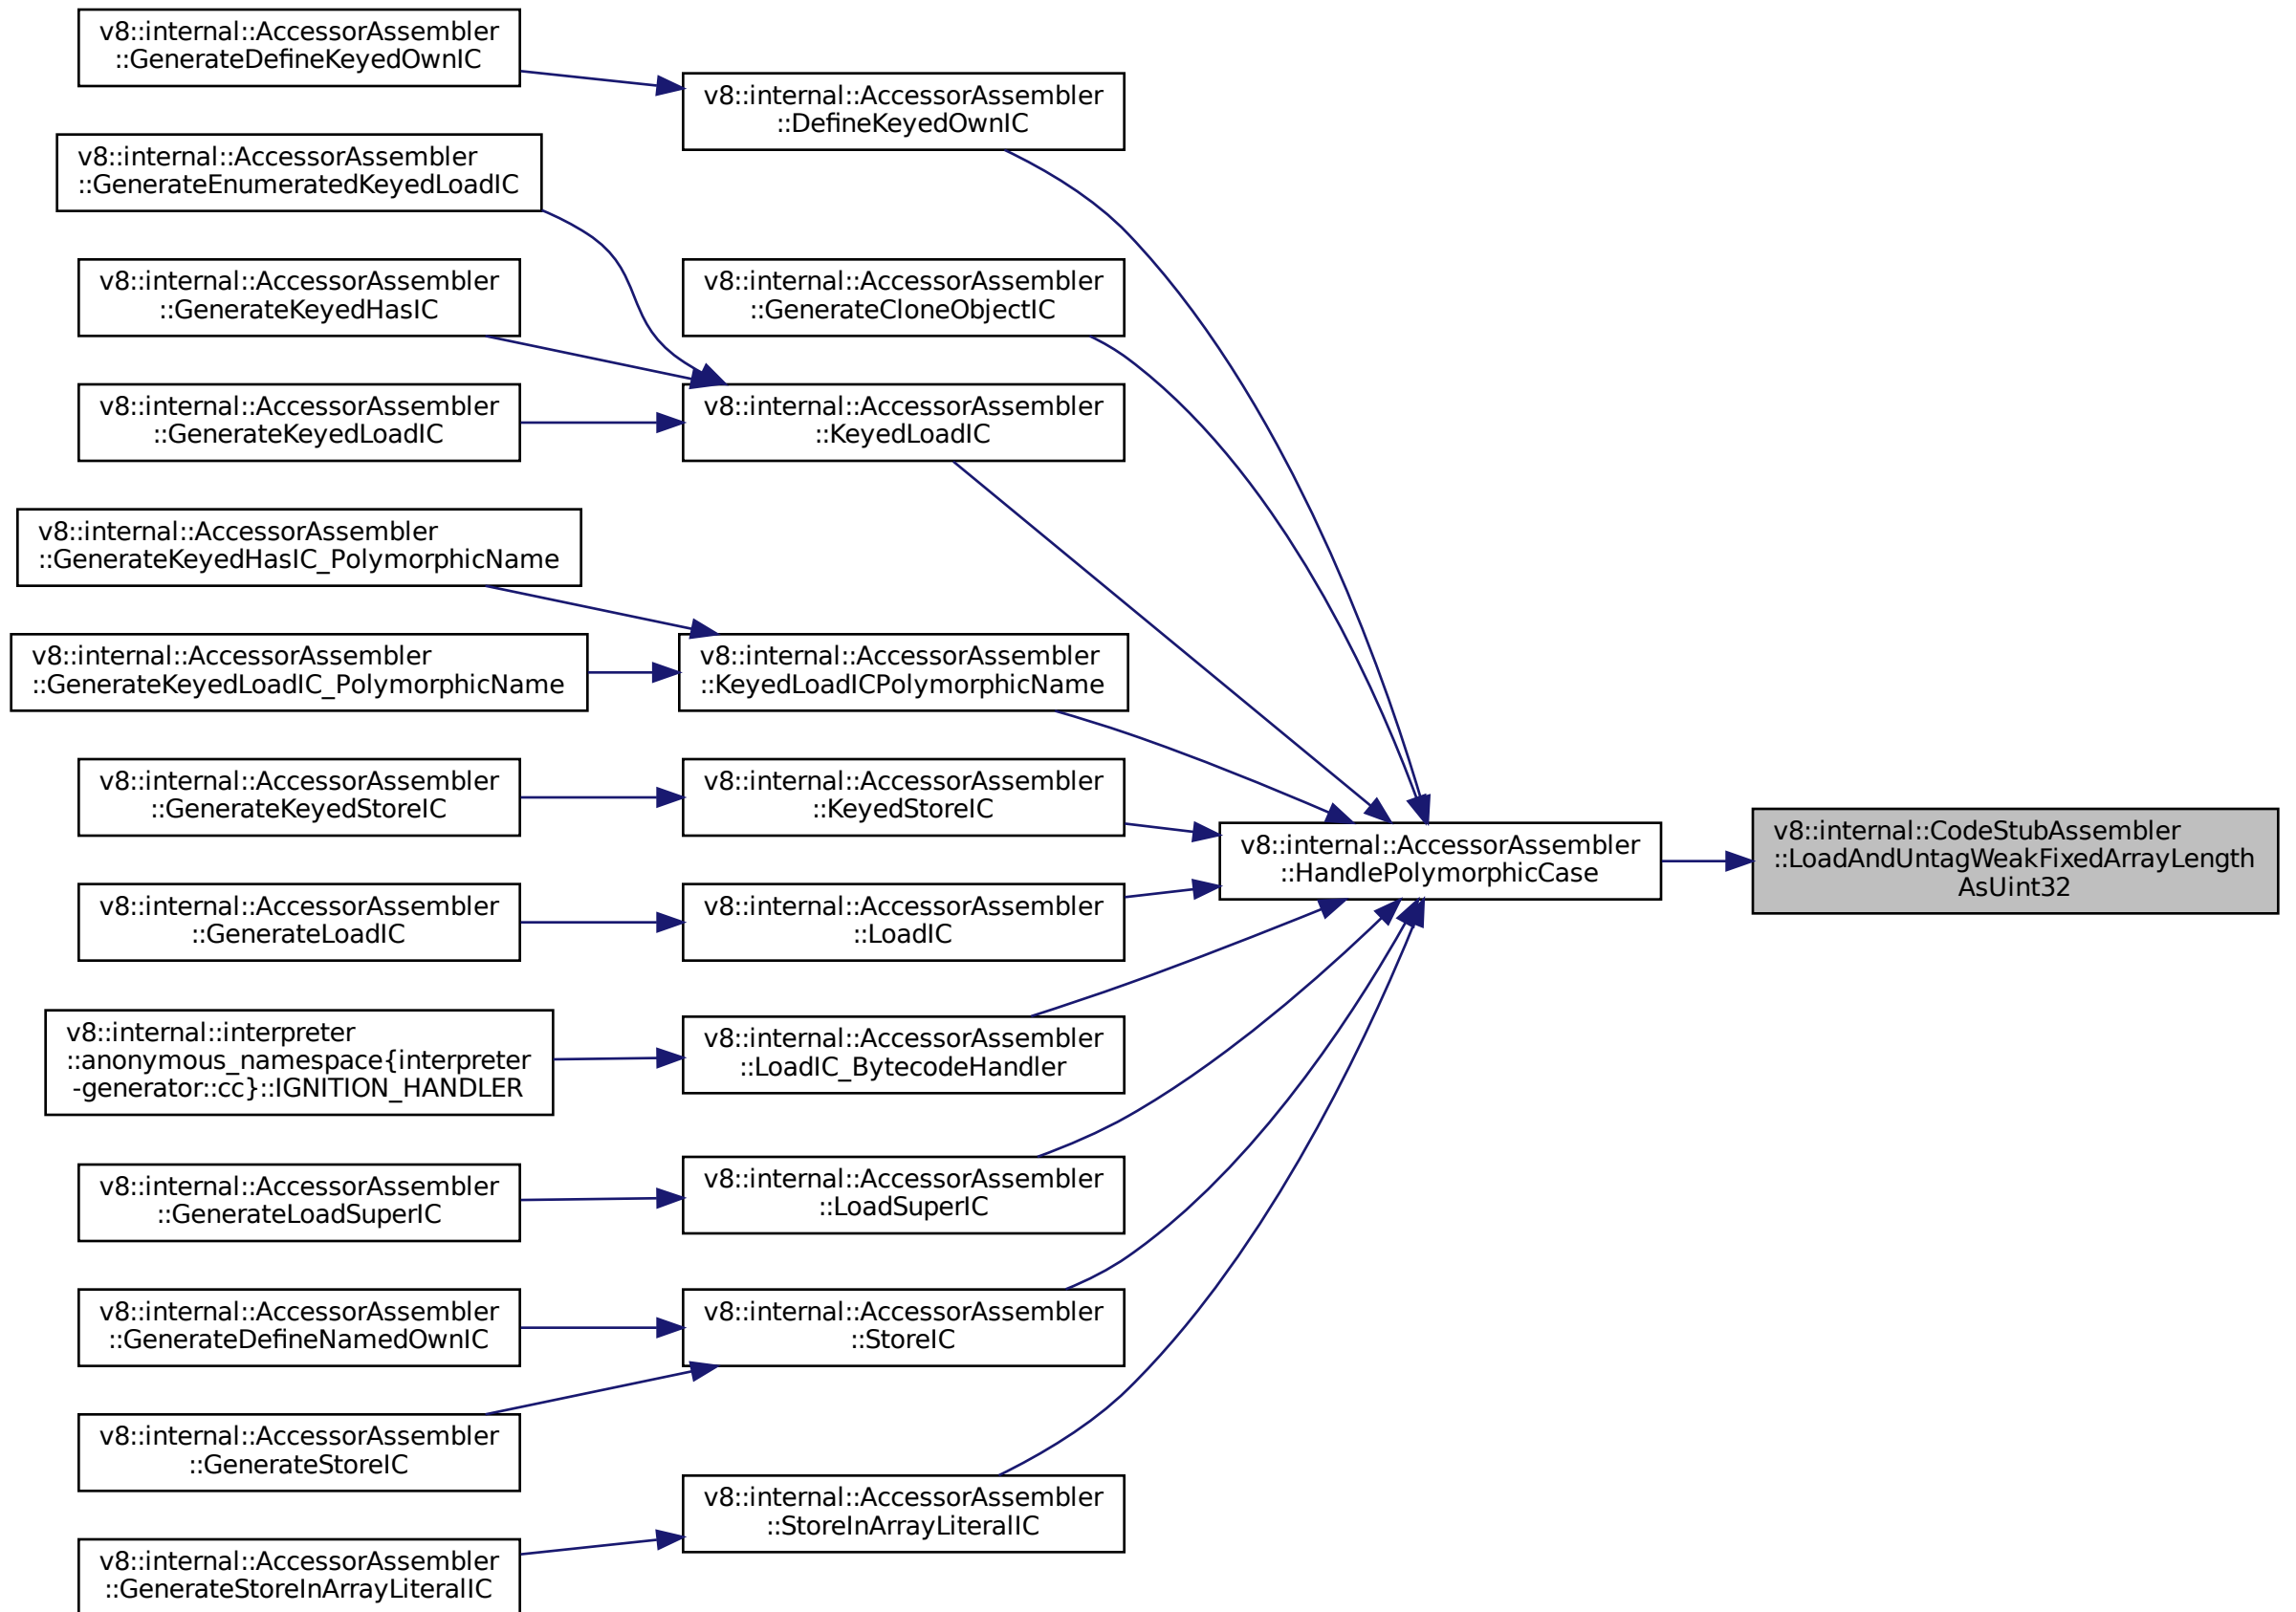 v8::internal::AccessorAssembler
::GenerateDefineKeyedOwnIC
v8::internal::AccessorAssembler
::GenerateEnumeratedKeyedLoadIC
v8::internal::AccessorAssembler
::GenerateKeyedHasIC
v8::internal::AccessorAssembler
::GenerateKeyedLoadIC
v8::internal::AccessorAssembler
::GenerateKeyedHasIC_PolymorphicName
v8::internal::AccessorAssembler
::GenerateKeyedLoadIC_PolymorphicName
v8::internal::AccessorAssembler
::GenerateKeyedStoreIC
v8::internal::AccessorAssembler
::GenerateLoadIC
v8::internal::interpreter
::anonymous_namespace{interpreter
-generator::cc}::IGNITION_HANDLER
v8::internal::AccessorAssembler
::GenerateLoadSuperIC
v8::internal::AccessorAssembler
::GenerateDefineNamedOwnIC
v8::internal::AccessorAssembler
::GenerateStoreIC
v8::internal::AccessorAssembler
::GenerateStoreInArrayLiteralIC
v8::internal::AccessorAssembler
::DefineKeyedOwnIC
v8::internal::AccessorAssembler
::GenerateCloneObjectIC
v8::internal::AccessorAssembler
::KeyedLoadIC
v8::internal::AccessorAssembler
::KeyedLoadICPolymorphicName
v8::internal::AccessorAssembler
::KeyedStoreIC
v8::internal::AccessorAssembler
::LoadIC
v8::internal::AccessorAssembler
::LoadIC_BytecodeHandler
v8::internal::AccessorAssembler
::LoadSuperIC
v8::internal::AccessorAssembler
::StoreIC
v8::internal::AccessorAssembler
::StoreInArrayLiteralIC
v8::internal::AccessorAssembler
::HandlePolymorphicCase
v8::internal::CodeStubAssembler
::LoadAndUntagWeakFixedArrayLength
AsUint32